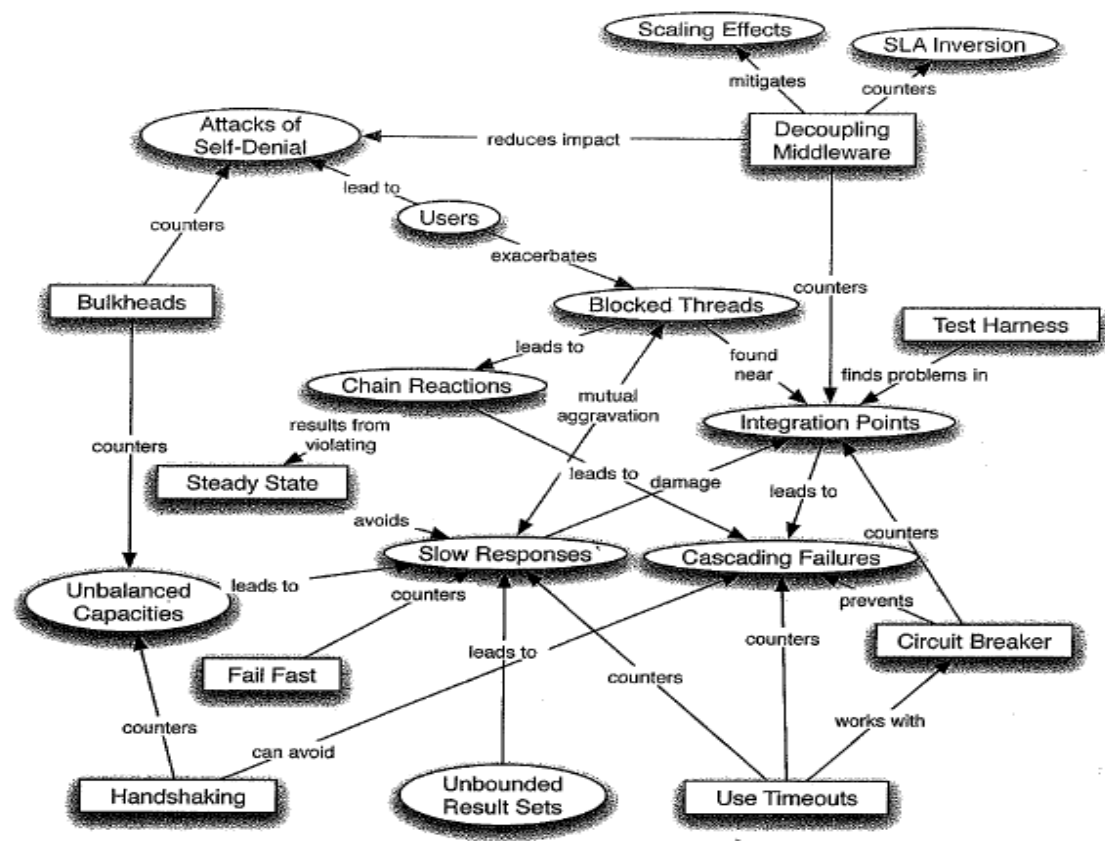 Scaling Effects
SLA Inversion
mitigates
counters
Attacks of
Self-Denial
reduces impact
Decoupling
Middleware
lead to
Users
counters
exacerbates
Bulkheads
Blocked Threads
counters
Test Harness
leads to
found
near
finds problems in
Chain Reactions
mutual
aggravation
Integration Points
results from
violating
counters
Steady State
leads to
damage
leads to
avoids
counters
Slow Responses
Cascading Failures
Unbalanced
Capacities
leads to
counters
prevents
Fail Fast
leads to
counters
Circuit Breaker
counters
counters
can avoid
works with
Handshaking
Unbounded
Result Sets
Use Timeouts